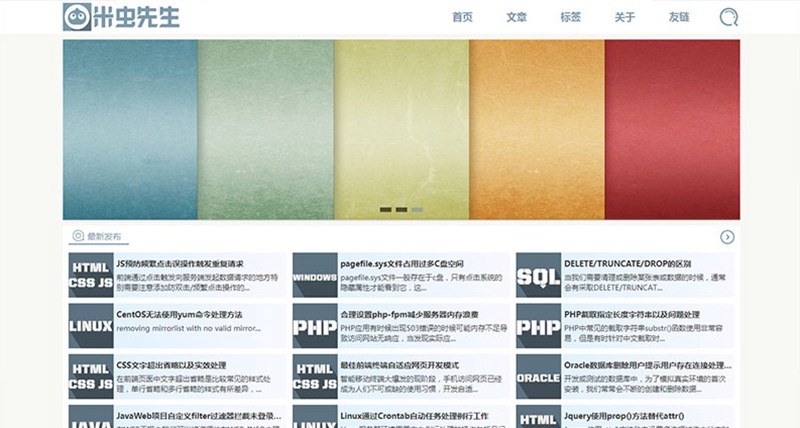 米虫先生
首页 文章 标签 关于 友链
最新发布
HTML CSS JS
JS预防频繁点击误操作触发重复请求
前端通过点击触发向服务端发起数据请求的地方特
别需要注意添加防双击/频繁点击操作的...
WINDOWS
pagefile.sys文件占用过多C盘空间
pagefile.sys文件一般存在于c盘，只有点击系统的
隐藏属性才能看到它，这...
SQL
DELETE/TRUNCATE/DROP的区别
当我们需要清理或删除某张表或数据的时候，通常
会有采取DELETE/TRUNCAT...
LINUX
CentOS无法使用yum命令处理方法
removing mirrorlist with no valid mirror...
PHP
合理设置php-fpm减少服务器内存浪费
PHP应用有时候出现503错误的时候可能内存不足导
致访问网站无响应，当发现实际应...
PHP
PHP截取指定长度字符串以及问题处理
PHP中常见的截取字符串substr()函数使用非常容
易，但是有时针对中文截取时...
HTML CSS JS
CSS文字超出省略以及实效处理
在前端页面中文字超出省略是比较常见的样式处
理，单行省略和多行省略的样式有所差异，...
HTML CSS JS
最佳前端终端自适应网页开发模式
智能移动终端大爆发的现阶段，手机访问网页已经
成为人们不可或缺的使用习惯，开发自适...
ORACLE
Oracle数据库删除用户提示用户存在连接处理...
开发或测试的数据库中，为了模拟真实环境的首次
安装，我们常常会不断的创建和删除数据...
JAVA
JavaWeb项目自定义filter过滤器拦截未登录...
LINUX
Linux通过Crontab自动任务处理例行工作
HTML
Jquery使用prop()方法替代attr()